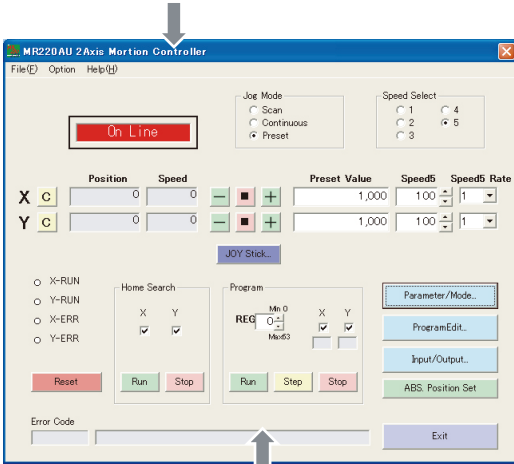 MR220AU 2Axis Mortion Controller
File(F) Option Help(H)
On Line
Jog Mode
Scan
Continuous
Preset
Speed Select
1 4
2 5
3
Position Speed Preset Value Speed5 Speed5 Rate
X C 0 0 − ■ + 1,000 100 1
Y C 0 0 − ■ + 1,000 100 1
JOY Stick..
X-RUN
Y-RUN
X-ERR
Y-ERR
Reset
Home Search
X Y
Run Stop
Program
REG 0 Min 0 Max63 X Y
Run Step Stop
Parameter/Mode..
ProgramEdit..
Input/Output..
ABS. Position Set
Error Code
Exit